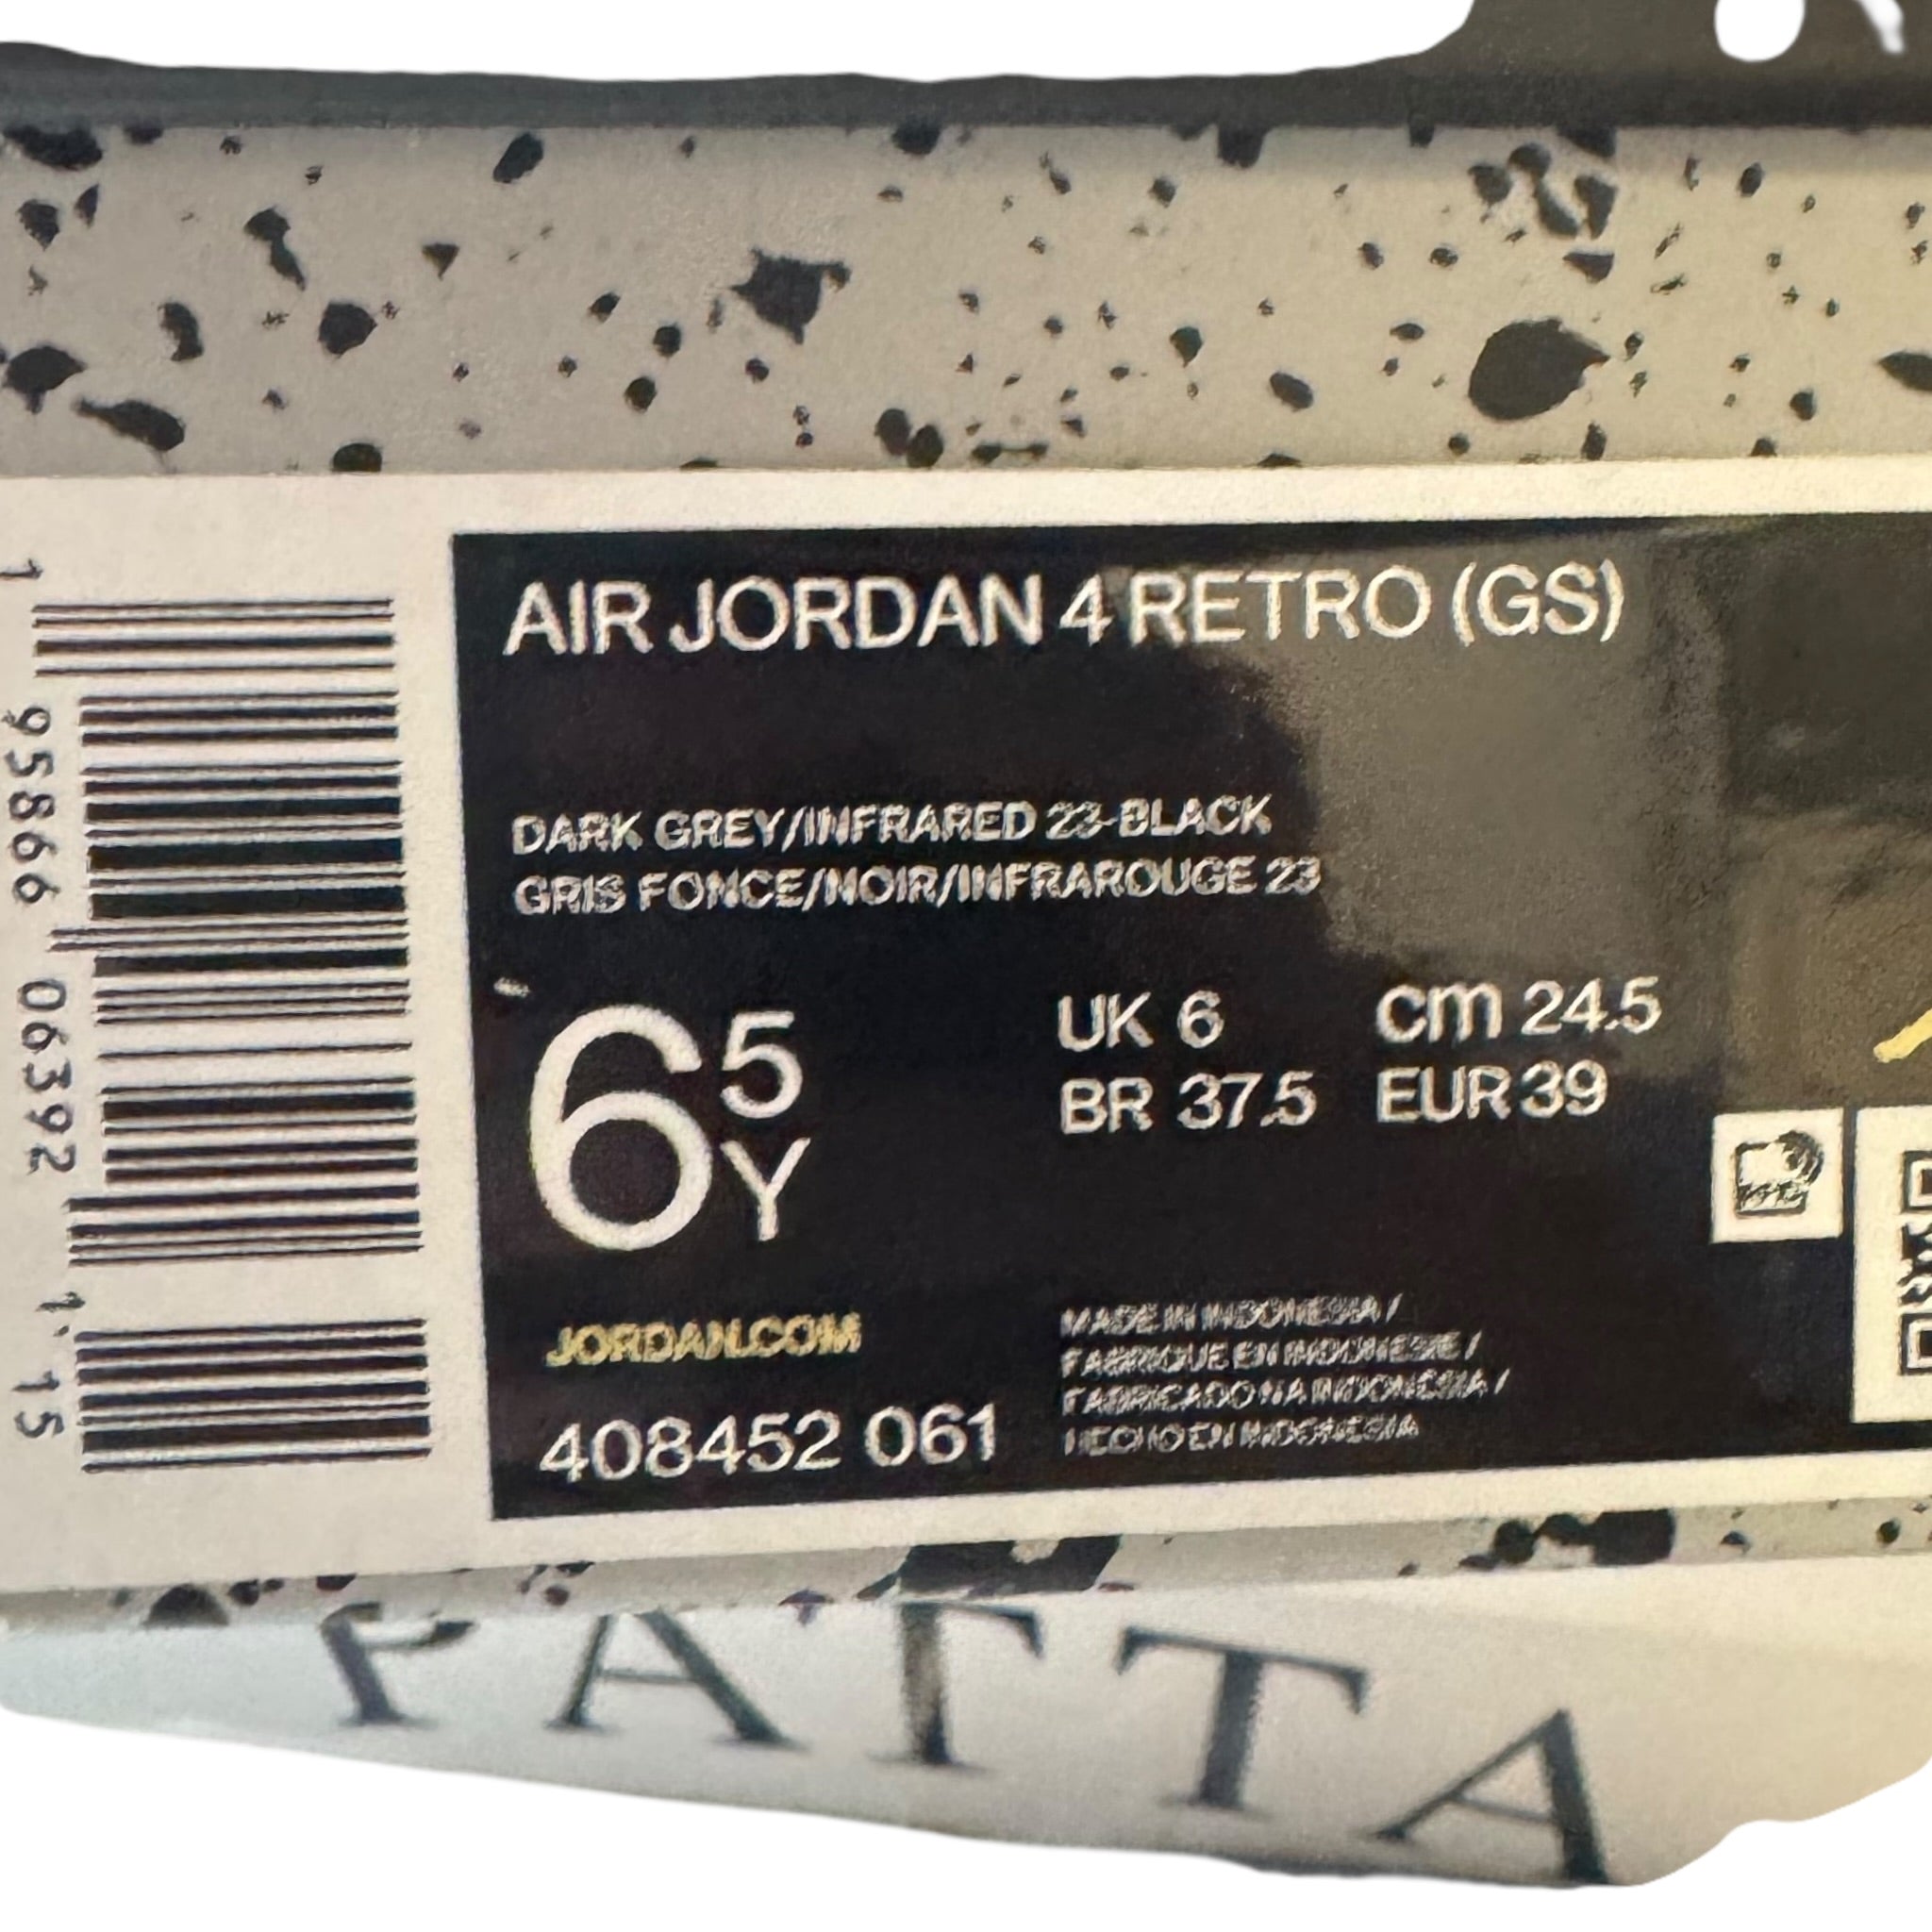 AIR JORDAN 4 RETRO (GS)
DARK GREY/INFRARED 23-BLACK
GRIS FONCE/NOIR/INFRAROUGE 23
6 5 Y
UK 6 cm 24.5
BR 37.5 EUR 39
JORDAN.COM
408452 061
MADE IN INDONESIA /
FABRIQUE EN INDONESIE /
FABRICADO NA INDONESIA /
HECHO EN INDONESIA
1 95866 06392 1 15
PATTA